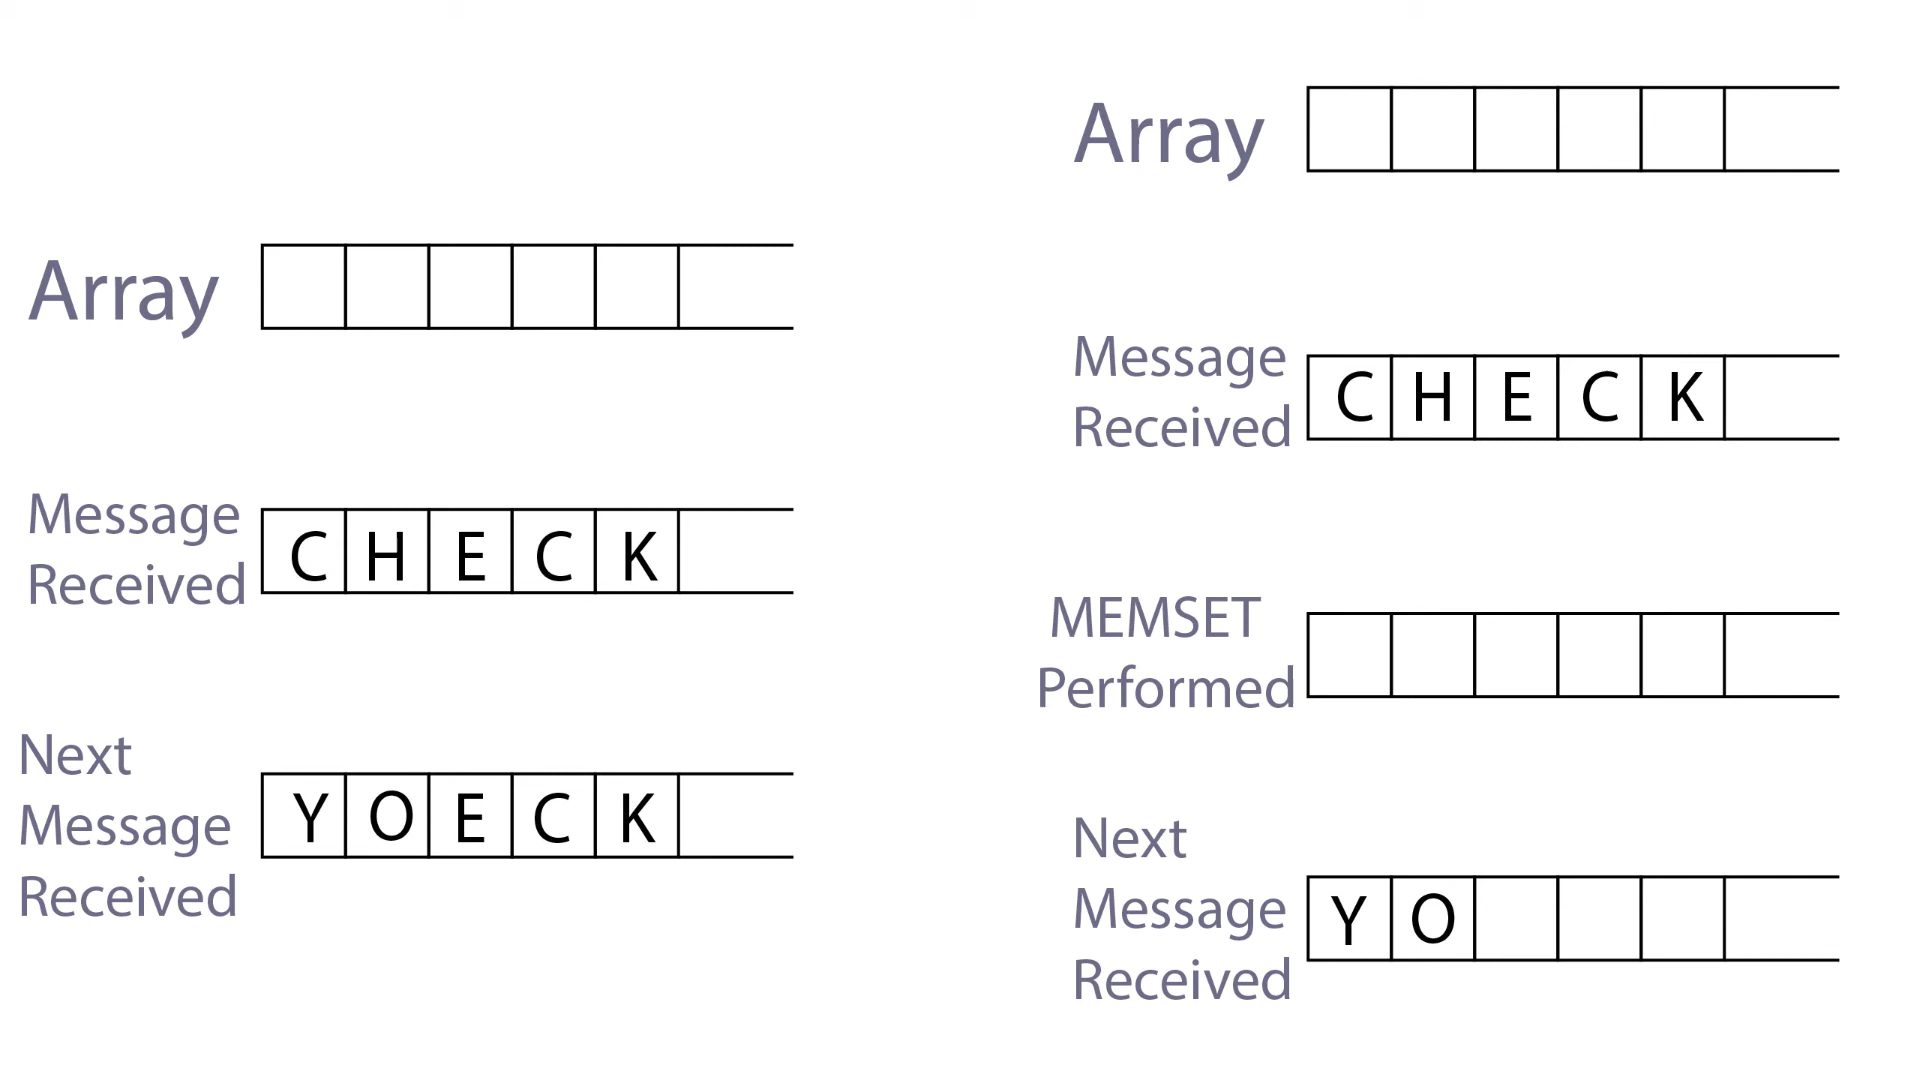 Array
Message
Received
C H E C K
Next
Message
Received
Y O E C K
Array
Message
Received
C H E C K
MEMSET
Performed
Next
Message
Received
Y O